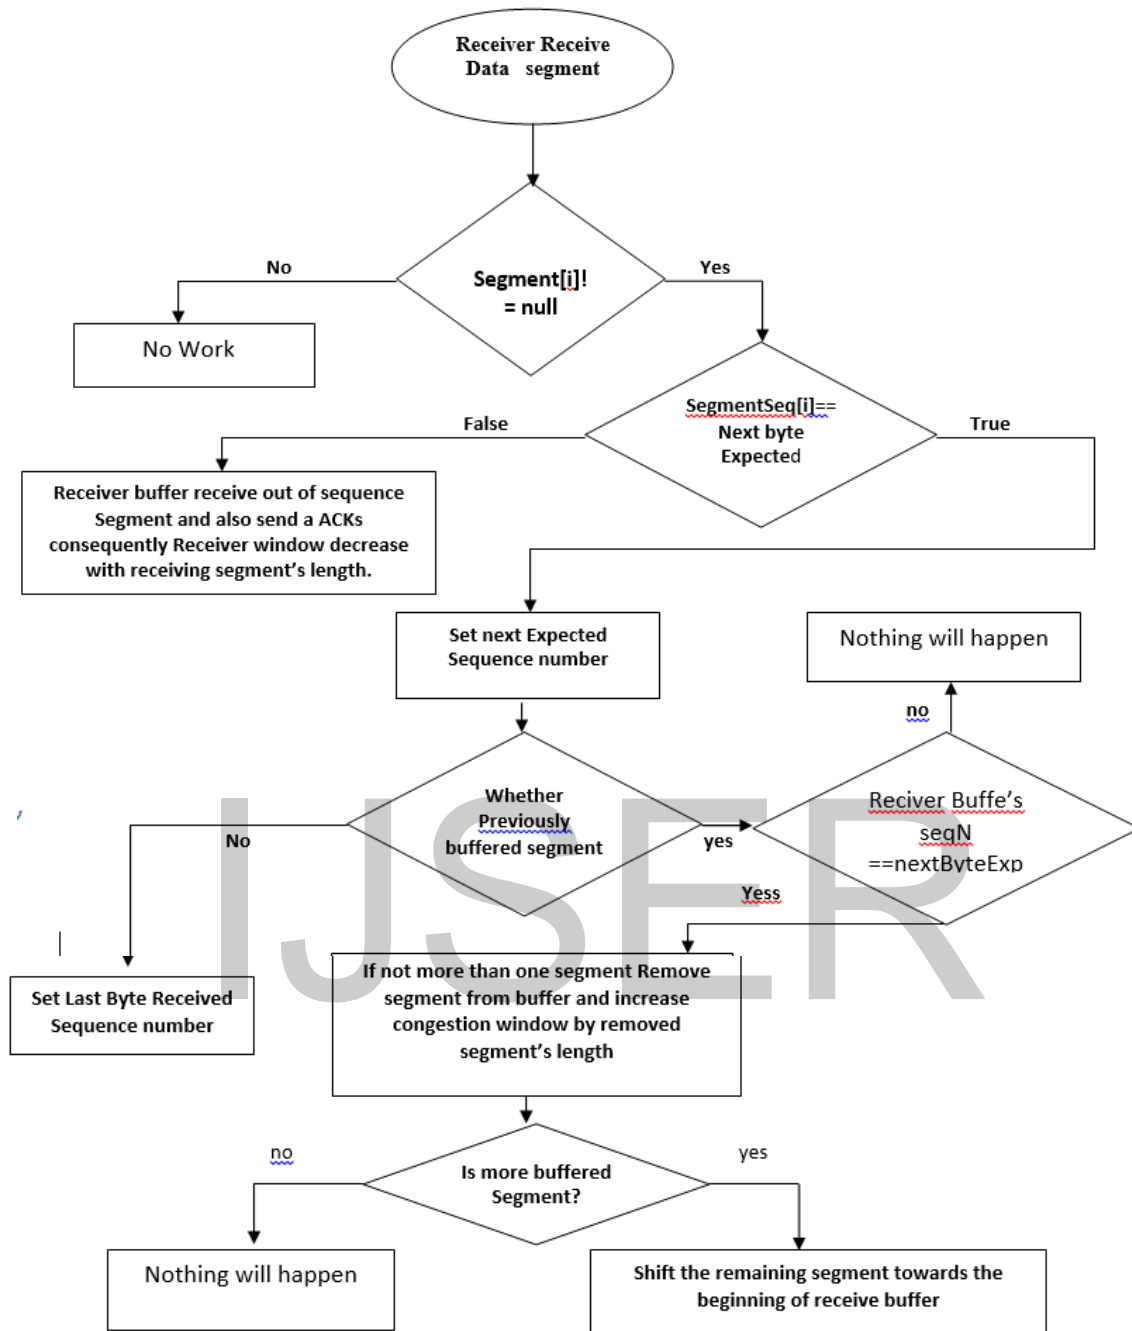 Receiver Receive
Data segment
Segment[i]!
= null
No
Yes
No Work
SegmentSeq[i]==
Next byte
Expected
False
True
Receiver buffer receive out of sequence
Segment and also send a ACKs
consequently Receiver window decrease
with receiving segment's length.
Set next Expected
Sequence number
Nothing will happen
no
Whether
Previously
buffered segment
No
yes
Reciver Buffe's
seqN
==nextByteExp
Yess
IJSER
Set Last Byte Received
Sequence number
If not more than one segment Remove
segment from buffer and increase
congestion window by removed
segment's length
no
yes
Is more buffered
Segment?
Nothing will happen
Shift the remaining segment towards the
beginning of receive buffer